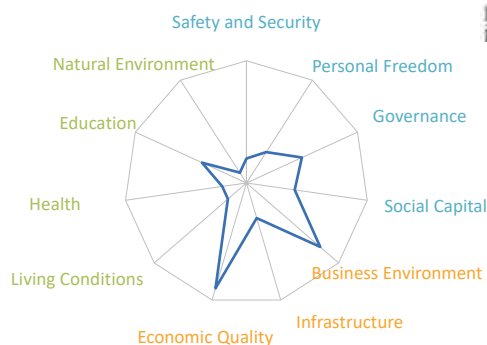 Safety and Security
Natural Environment
Personal Freedom
Education
Governance
Health
Social Capital
Living Conditions
Business Environment
Economic Quality
Infrastructure